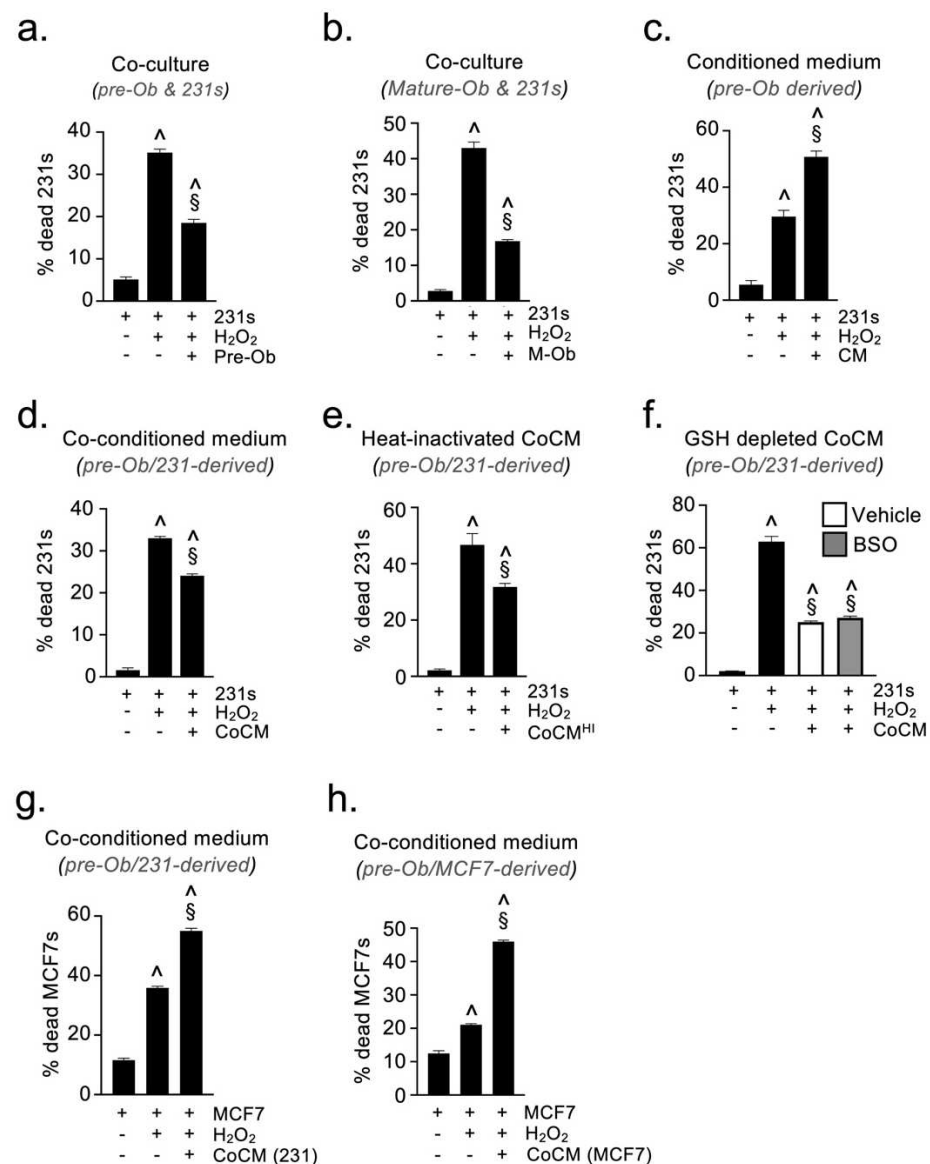 a.
Co-culture
(pre-Ob & 231s)
% dead 231s
40
30
20
10
0
^
^
§
+ + + 231s
- + + H₂O₂
- - + Pre-Ob
b.
Co-culture
(Mature-Ob & 231s)
% dead 231s
50
40
30
20
10
0
^
^
§
+ + + 231s
- + + H₂O₂
- - + M-Ob
c.
Conditioned medium
(pre-Ob derived)
% dead 231s
60
40
20
0
^
^
§
+ + + 231s
- + + H₂O₂
- - + CM
d.
Co-conditioned medium
(pre-Ob/231-derived)
% dead 231s
40
30
20
10
0
^
^
§
+ + + 231s
- + + H₂O₂
- - + CoCM
e.
Heat-inactivated CoCM
(pre-Ob/231-derived)
% dead 231s
60
40
20
0
^
^
§
+ + + 231s
- + + H₂O₂
- - + CoCMᴴᴵ
f.
GSH depleted CoCM
(pre-Ob/231-derived)
% dead 231s
80
60
40
20
0
^
^
§
^
§
Vehicle
BSO
+ + + + 231s
- + + + H₂O₂
- - + + CoCM
g.
Co-conditioned medium
(pre-Ob/231-derived)
% dead MCF7s
60
40
20
0
^
^
§
+ + + MCF7
- + + H₂O₂
- - + CoCM (231)
h.
Co-conditioned medium
(pre-Ob/MCF7-derived)
% dead MCF7s
50
40
30
20
10
0
^
^
§
+ + + MCF7
- + + H₂O₂
- - + CoCM (MCF7)